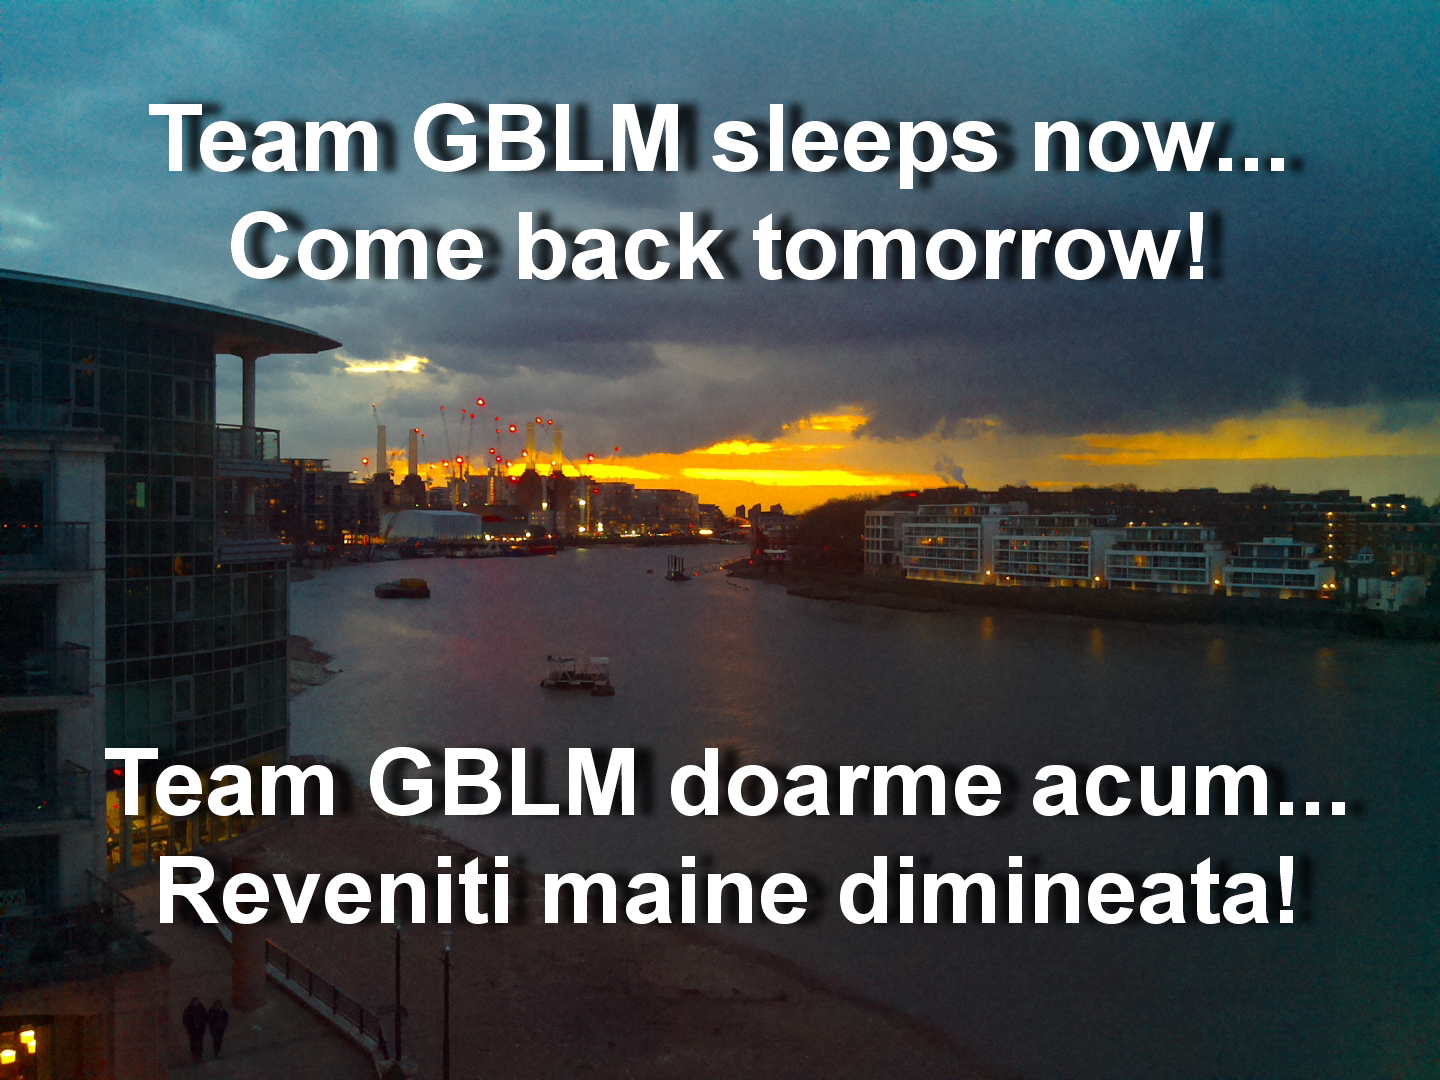 Team GBLM sleeps now...
Come back tomorrow!
Team GBLM doarme acum...
Reveniti maine dimineata!